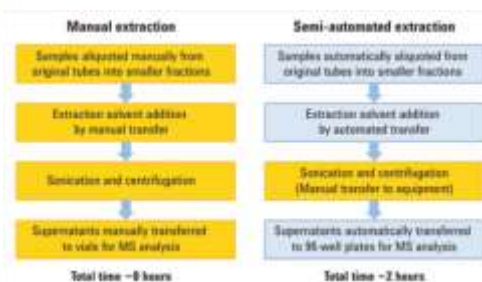 Manual extraction
Samples aliquoted manually from
original tubes into smaller fractions
Extraction solvent addition
by manual transfer
Sonication and centrifugation
Supernatants manually transferred
to vials for MS analysis
Total time ~8 hours
Semi-automated extraction
Samples automatically aliquoted from
original tubes into smaller fractions
Extraction solvent addition
by automated transfer
Sonication and centrifugation
(Manual transfer to equipment)
Supernatants automatically transferred
to 96-well plates for MS analysis
Total time ~2 hours